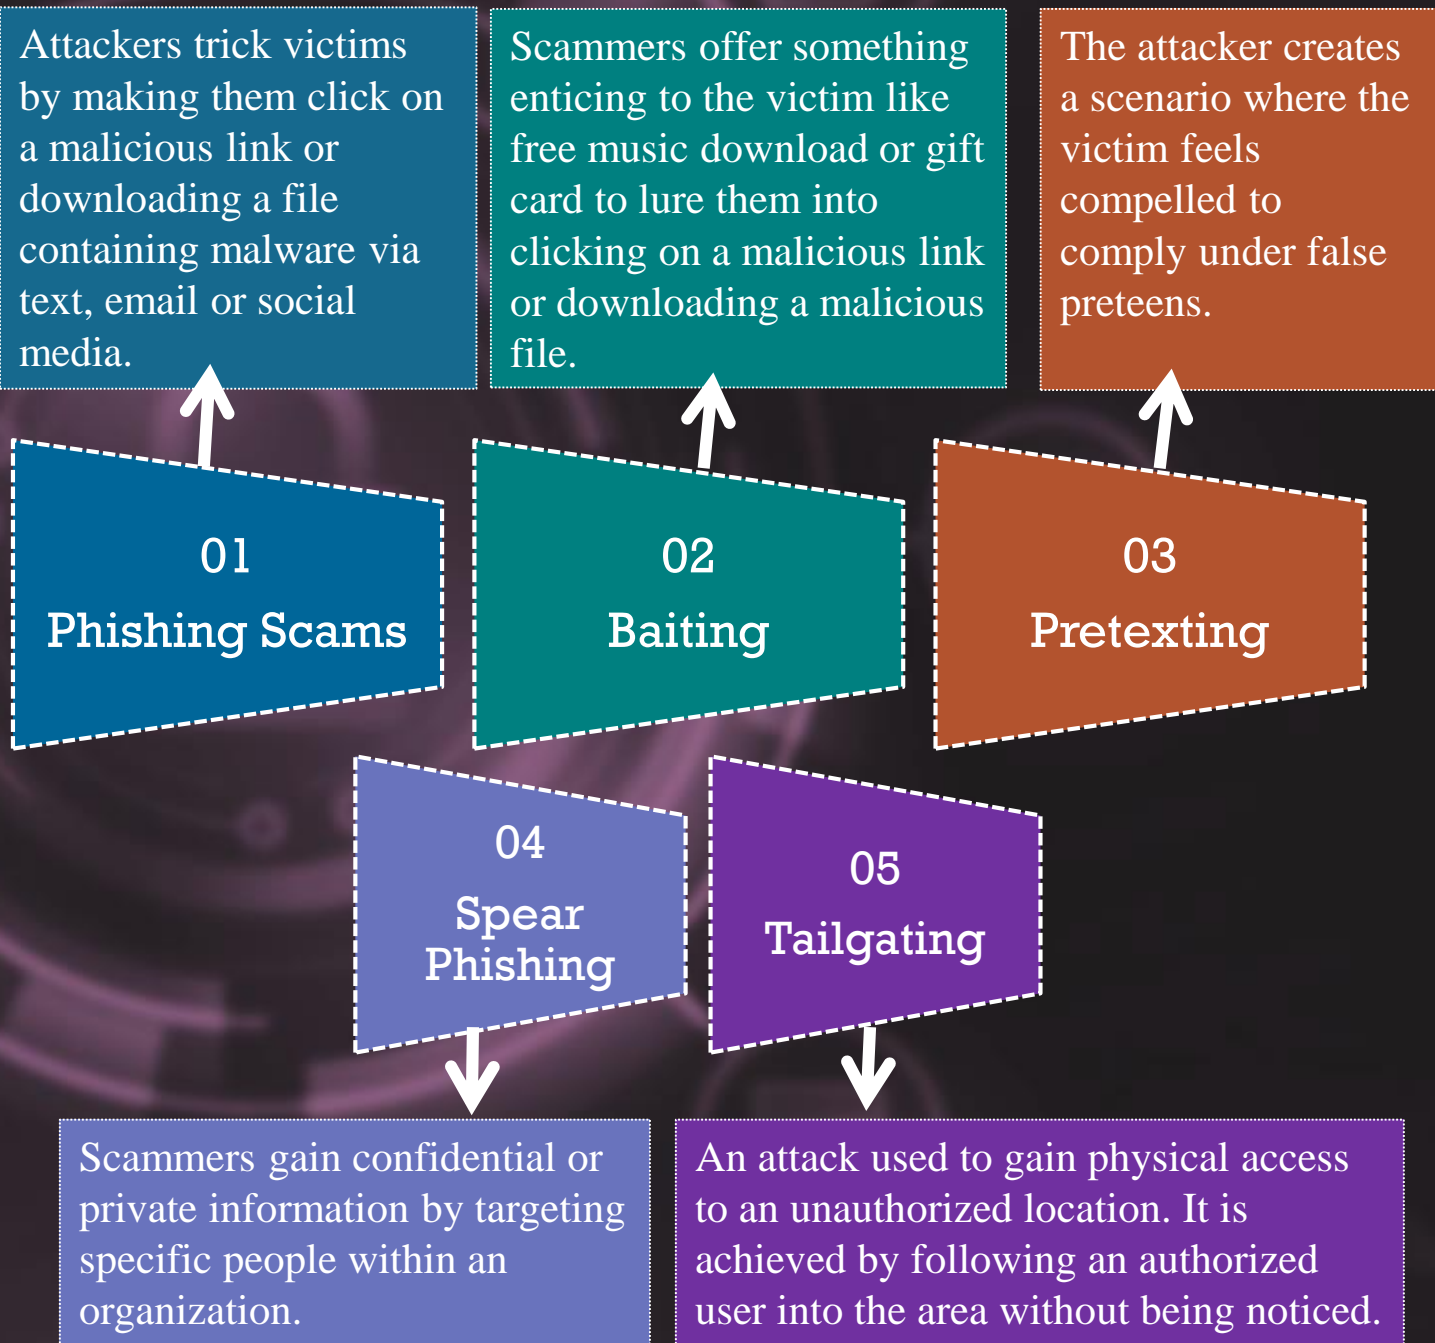 Attackers trick victims
by making them click on
a malicious link or
downloading a file
containing malware via
text, email or social
media.
Scammers offer something
enticing to the victim like
free music download or gift
card to lure them into
clicking on a malicious link
or downloading a malicious
file.
The attacker creates
a scenario where the
victim feels
compelled to
comply under false
preteens.
01
Phishing Scams
02
Baiting
03
Pretexting
04
Spear
Phishing
05
Tailgating
Scammers gain confidential or
private information by targeting
specific people within an
organization.
An attack used to gain physical access
to an unauthorized location. It is
achieved by following an authorized
user into the area without being noticed.